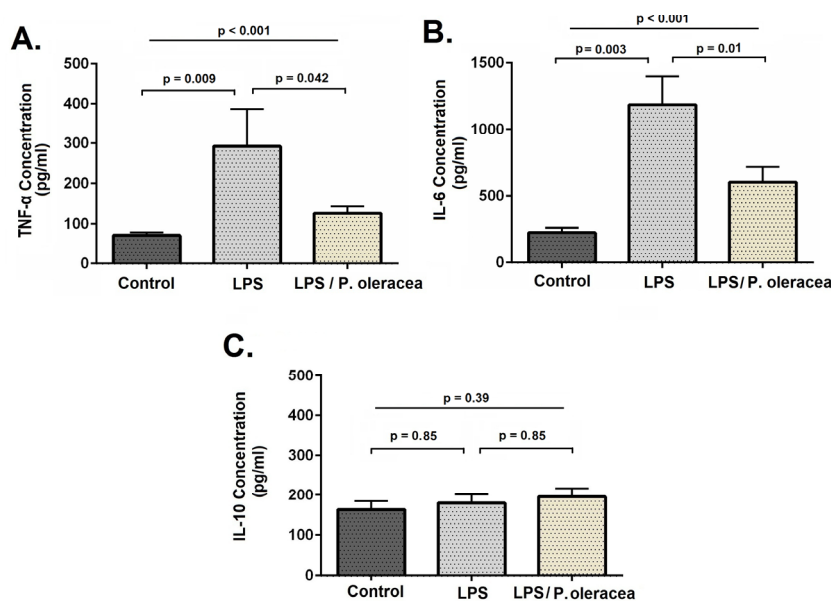 A.
p < 0.001
p = 0.009
p = 0.042
500
400
300
200
100
0
TNF-α Concentration
(pg/ml)
Control
LPS
LPS / P. oleracea
B.
p < 0.001
p = 0.003
p = 0.01
1500
1000
500
0
IL-6 Concentration
(pg/ml)
Control
LPS
LPS/ P. oleracea
C.
p = 0.39
p = 0.85
p = 0.85
500
400
300
200
100
0
IL-10 Concentration
(pg/ml)
Control
LPS
LPS/ P. oleracea